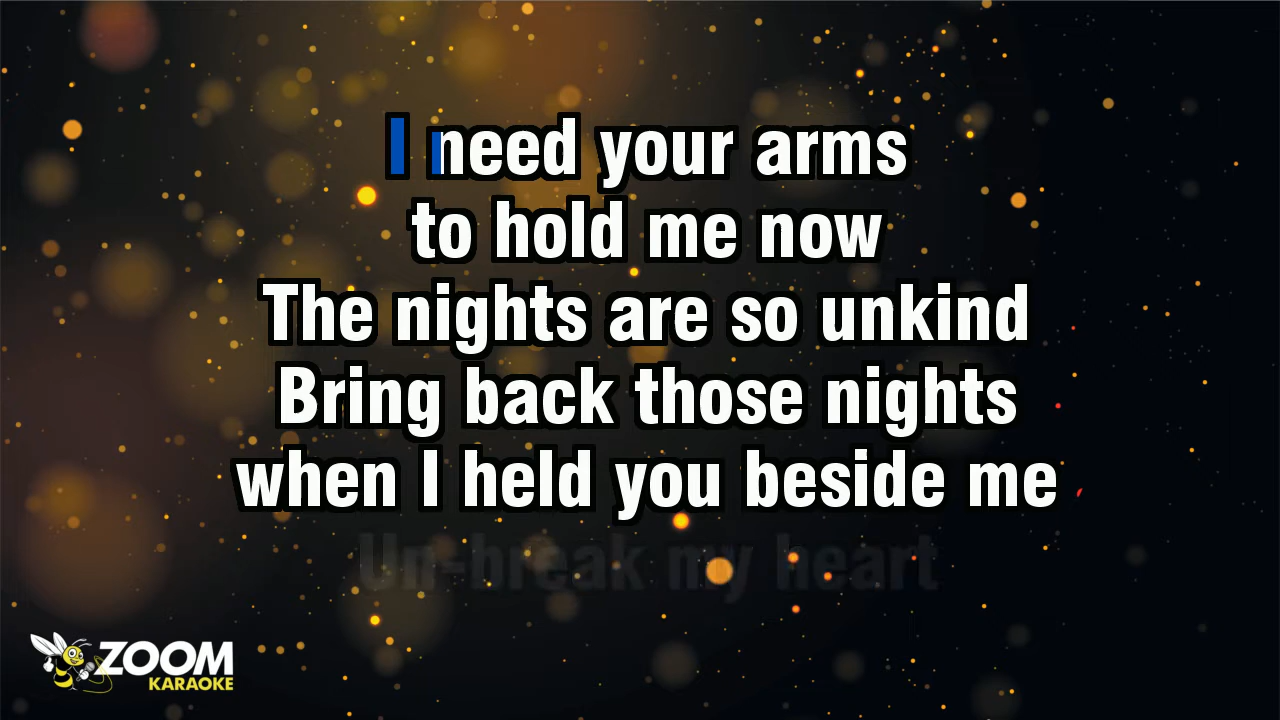 I need your arms
to hold me now
The nights are so unkind
Bring back those nights
when I held you beside me
Un-break my heart
ZOOM
KARAOKE